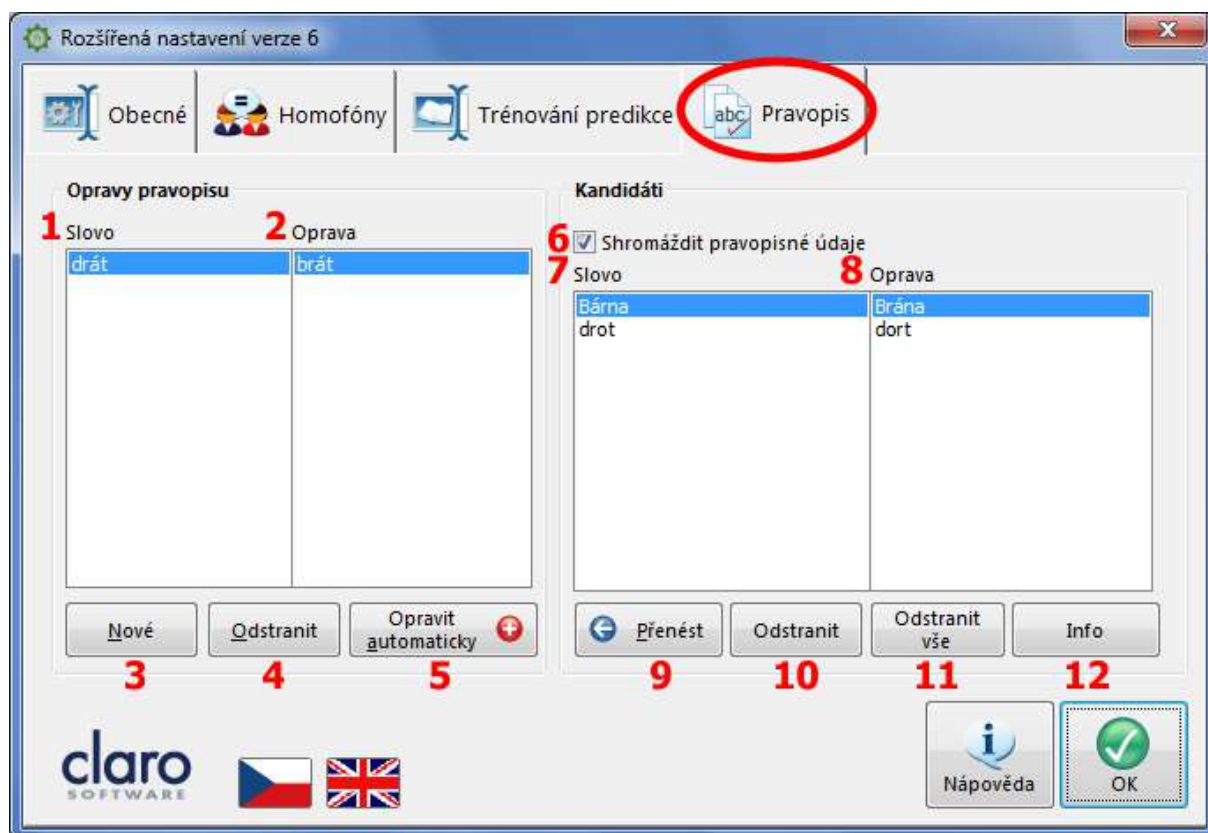 Rozšířená nastavení verze 6
Obecné Homofóny Trénování predikce abc Pravopis
Opravy pravopisu Kandidáti
1 Slovo 2 Oprava 6 Shromáždit pravopisné údaje
7 Slovo 8 Oprava
drát brát
Bárna Brána
drot dort
Nové Odstranit Opravit automaticky Přenést Odstranit Odstranit vše Info
3 4 5 9 10 11 12
claro
SOFTWARE
Nápověda OK